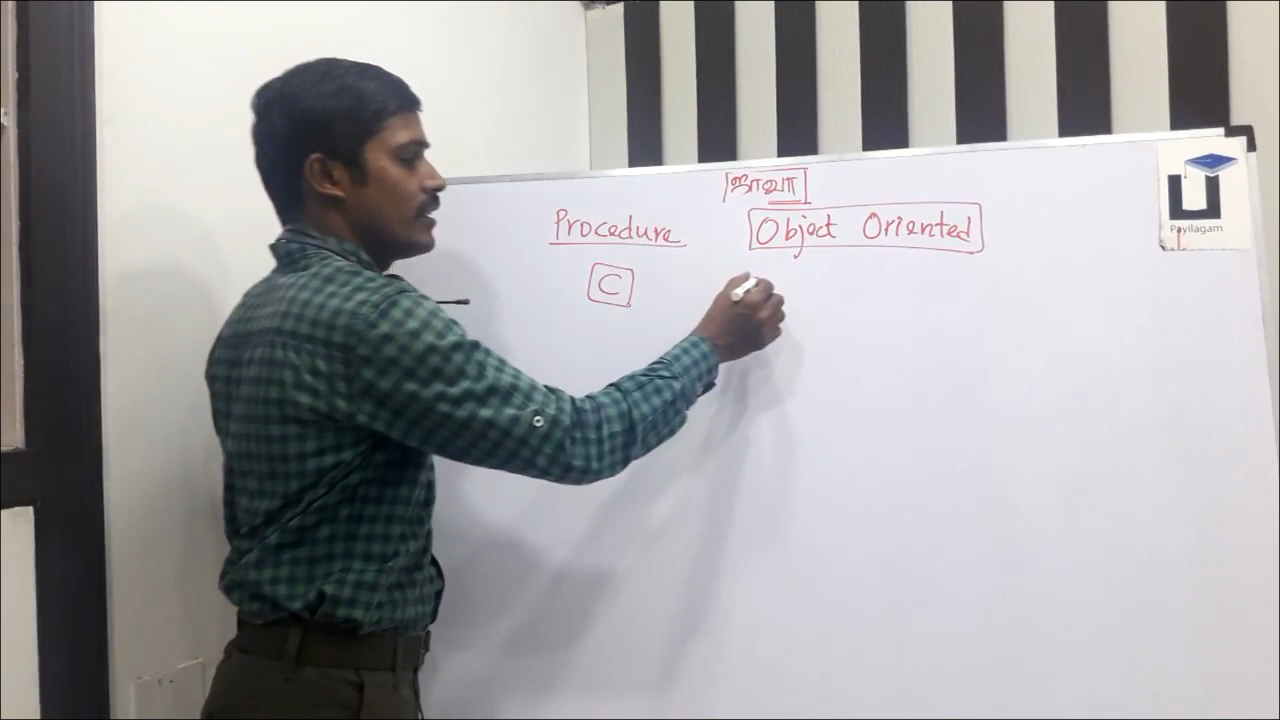 ஜாவா
Procedure Object Oriented
C
Payilagam